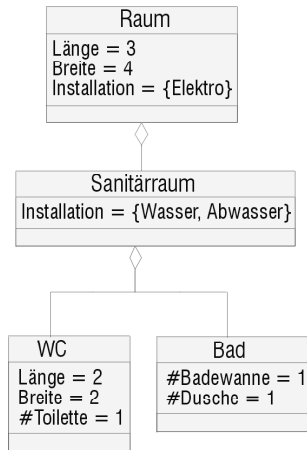 Raum
Länge = 3
Breite = 4
Installation = {Elektro}
Sanitärraum
Installation = {Wasser, Abwasser}
WC
Länge = 2
Breite = 2
#Toilette = 1
Bad
#Badewanne = 1
#Dusche = 1